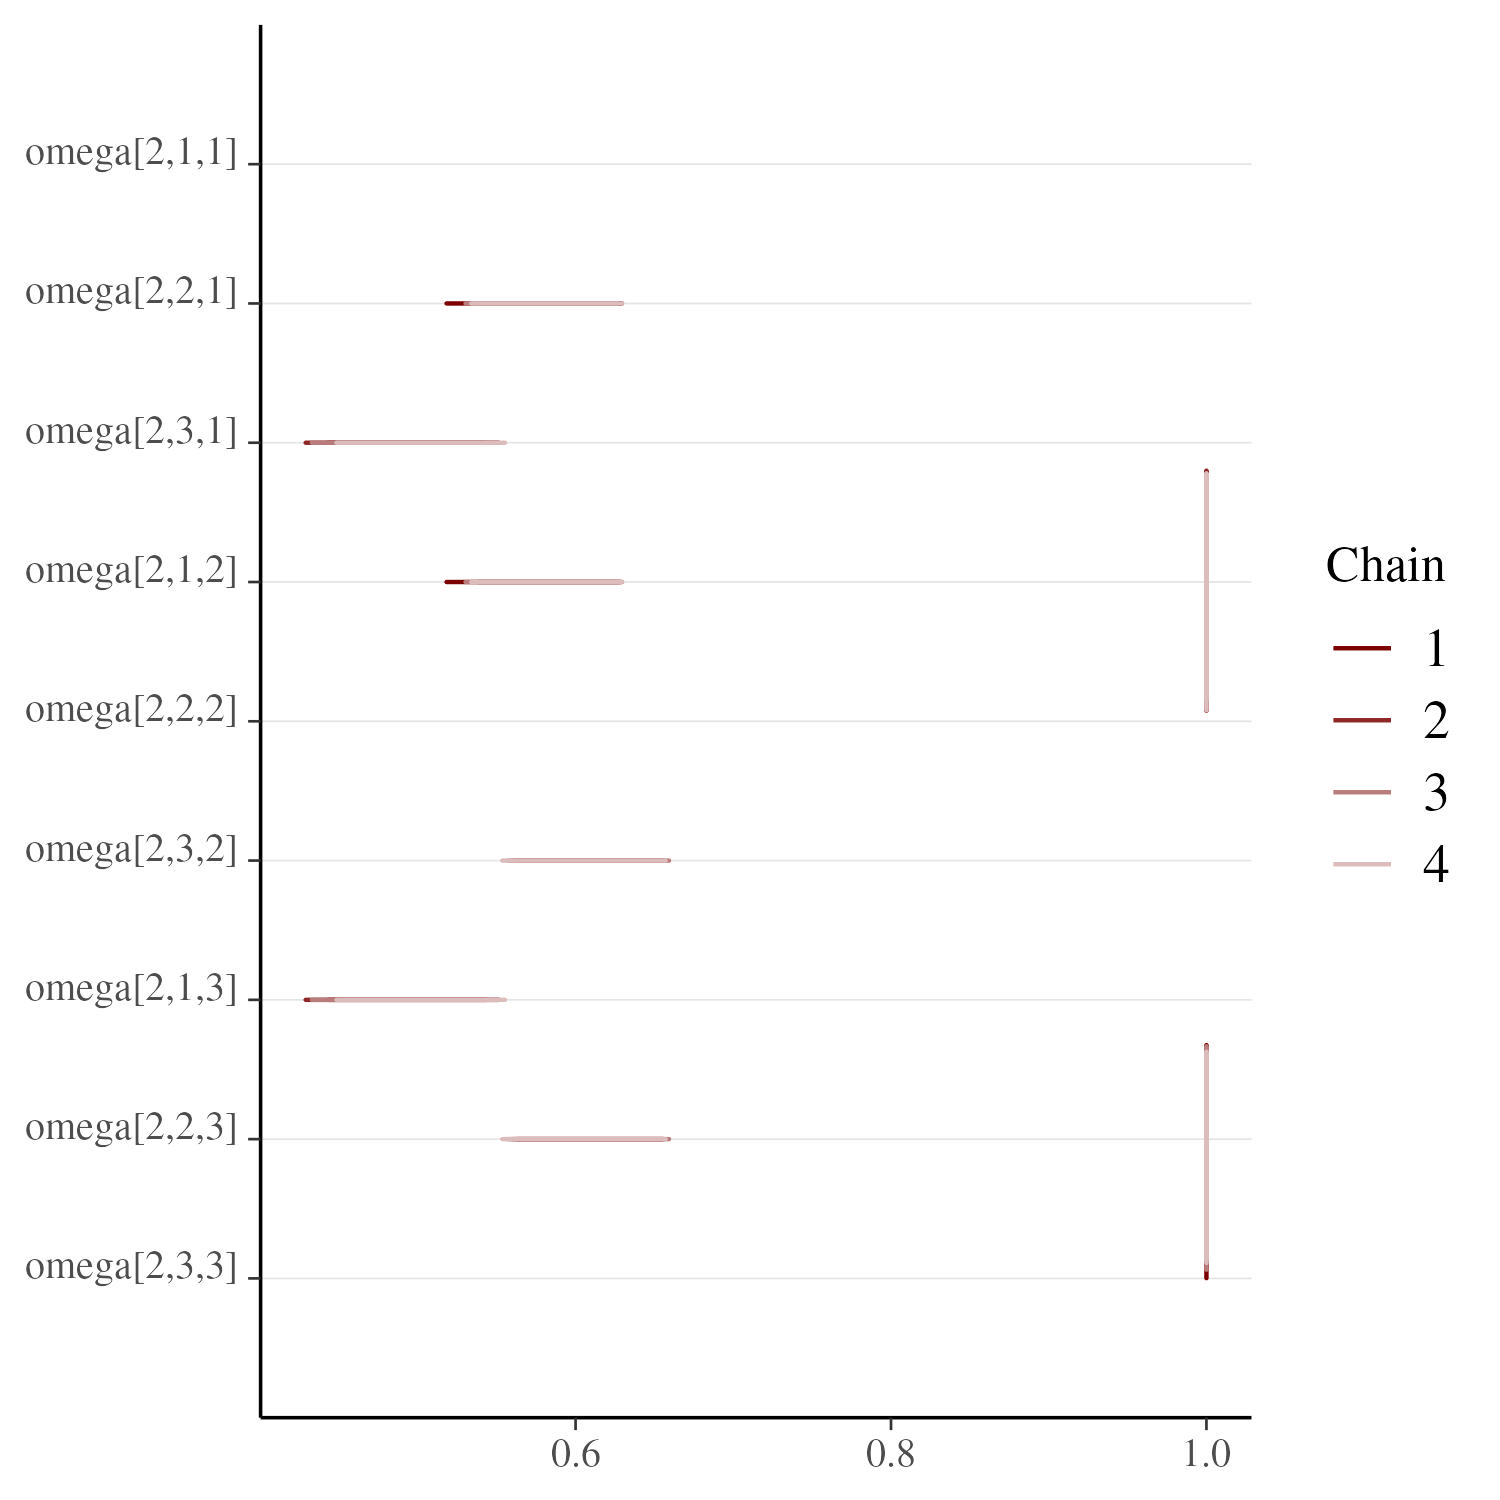 omega[2,1,1]
omega[2,2,1]
omega[2,3,1]
omega[2,1,2]
omega[2,2,2]
omega[2,3,2]
omega[2,1,3]
omega[2,2,3]
omega[2,3,3]
0.6 0.8 1.0
Chain
1
2
3
4